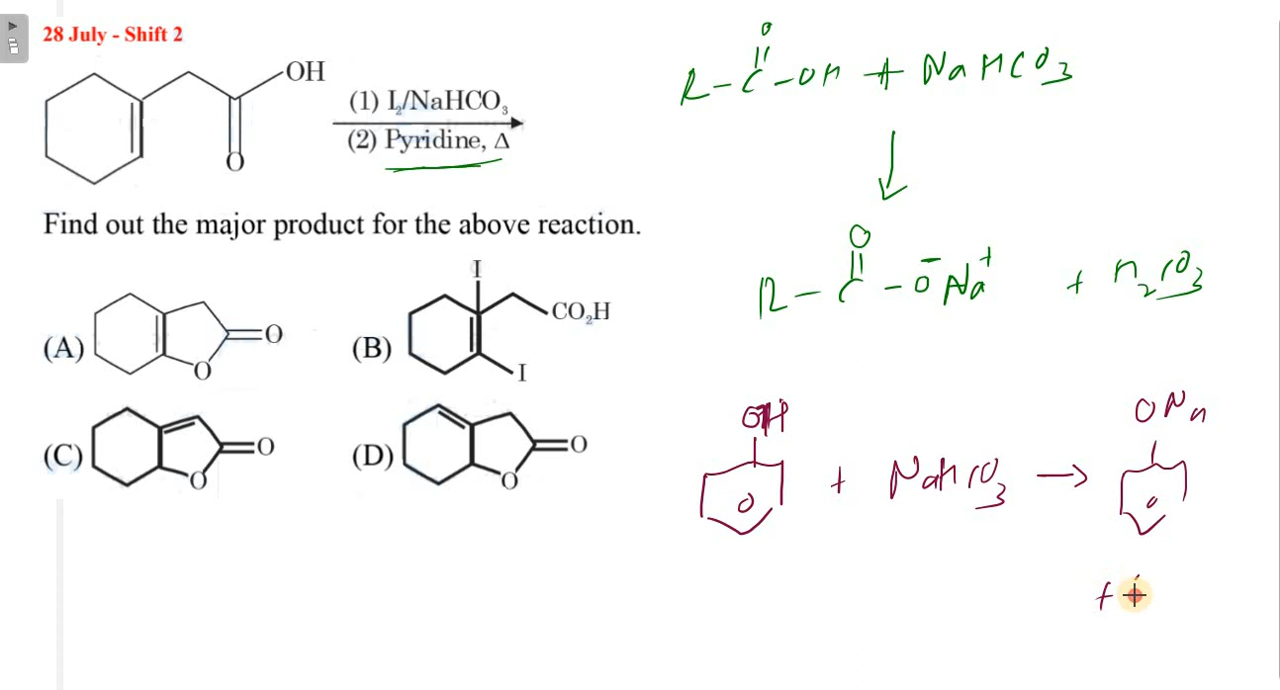 28 July - Shift 2
OH
O
(1) I₂/NaHCO₃
(2) Pyridine, Δ
Find out the major product for the above reaction.
(A)
O
O
(B)
I
CO₂H
I
(C)
O
O
(D)
O
O
O
R-C-OH + NaHCO3
O
R-C-O⁻Na⁺ + H2CO3
OH
+ NaHCO3 →
ONa
+